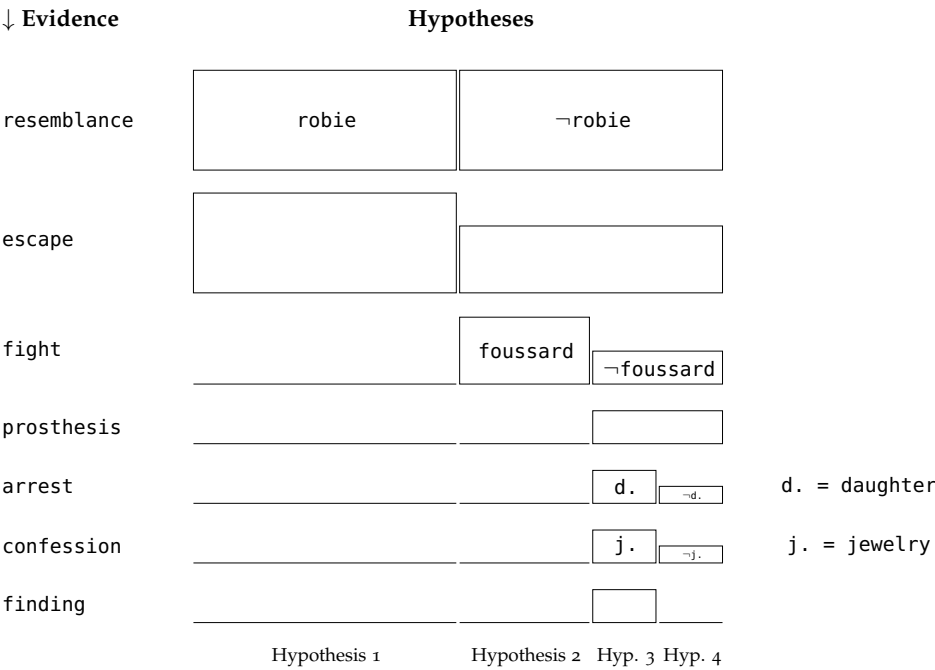 ↓ Evidence Hypotheses
resemblance robie ¬robie
escape
fight foussard ¬foussard
prosthesis
arrest d. ¬d. d. = daughter
confession j. ¬j. j. = jewelry
finding
Hypothesis 1 Hypothesis 2 Hyp. 3 Hyp. 4